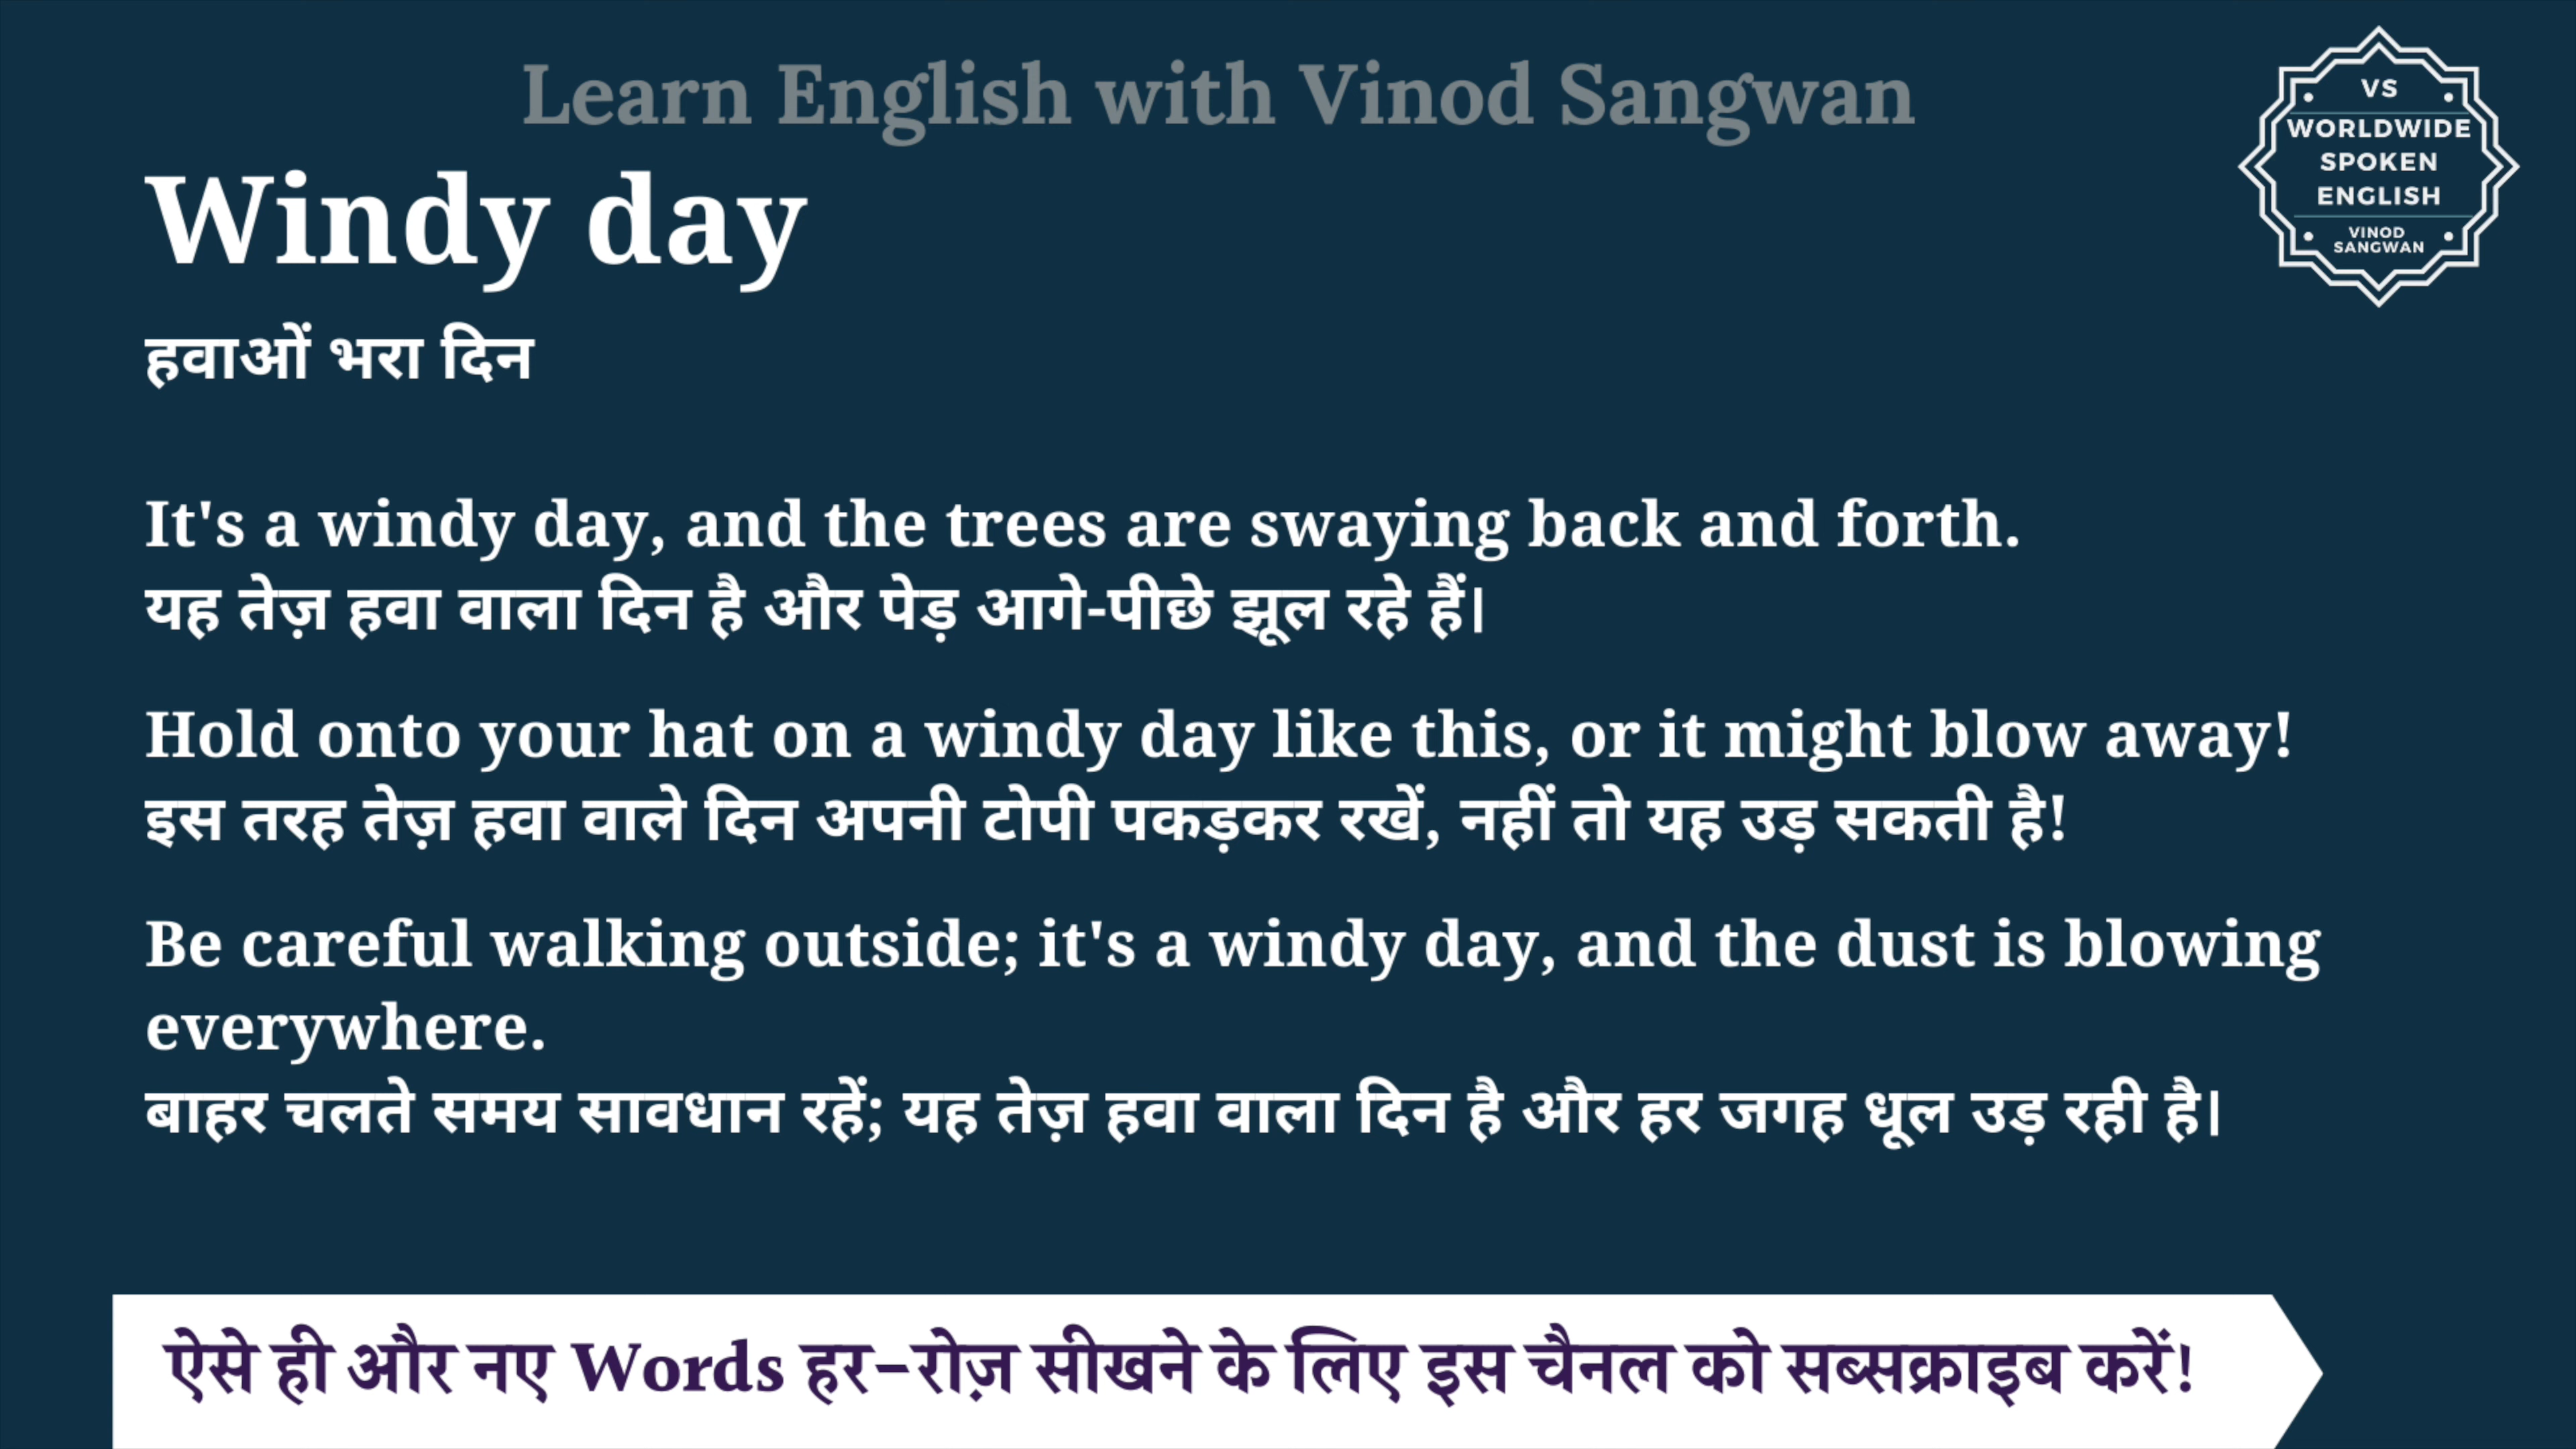 Learn English with Vinod Sangwan
VS
WORLDWIDE
SPOKEN
ENGLISH
VINOD
SANGWAN
Windy day
हवाओं भरा दिन
It's a windy day, and the trees are swaying back and forth.
यह तेज़ हवा वाला दिन है और पेड़ आगे-पीछे झूल रहे हैं।
Hold onto your hat on a windy day like this, or it might blow away!
इस तरह तेज़ हवा वाले दिन अपनी टोपी पकड़कर रखें, नहीं तो यह उड़ सकती है!
Be careful walking outside; it's a windy day, and the dust is blowing
everywhere.
बाहर चलते समय सावधान रहें; यह तेज़ हवा वाला दिन है और हर जगह धूल उड़ रही है।
ऐसे ही और नए Words हर-रोज़ सीखने के लिए इस चैनल को सब्सक्राइब करें!